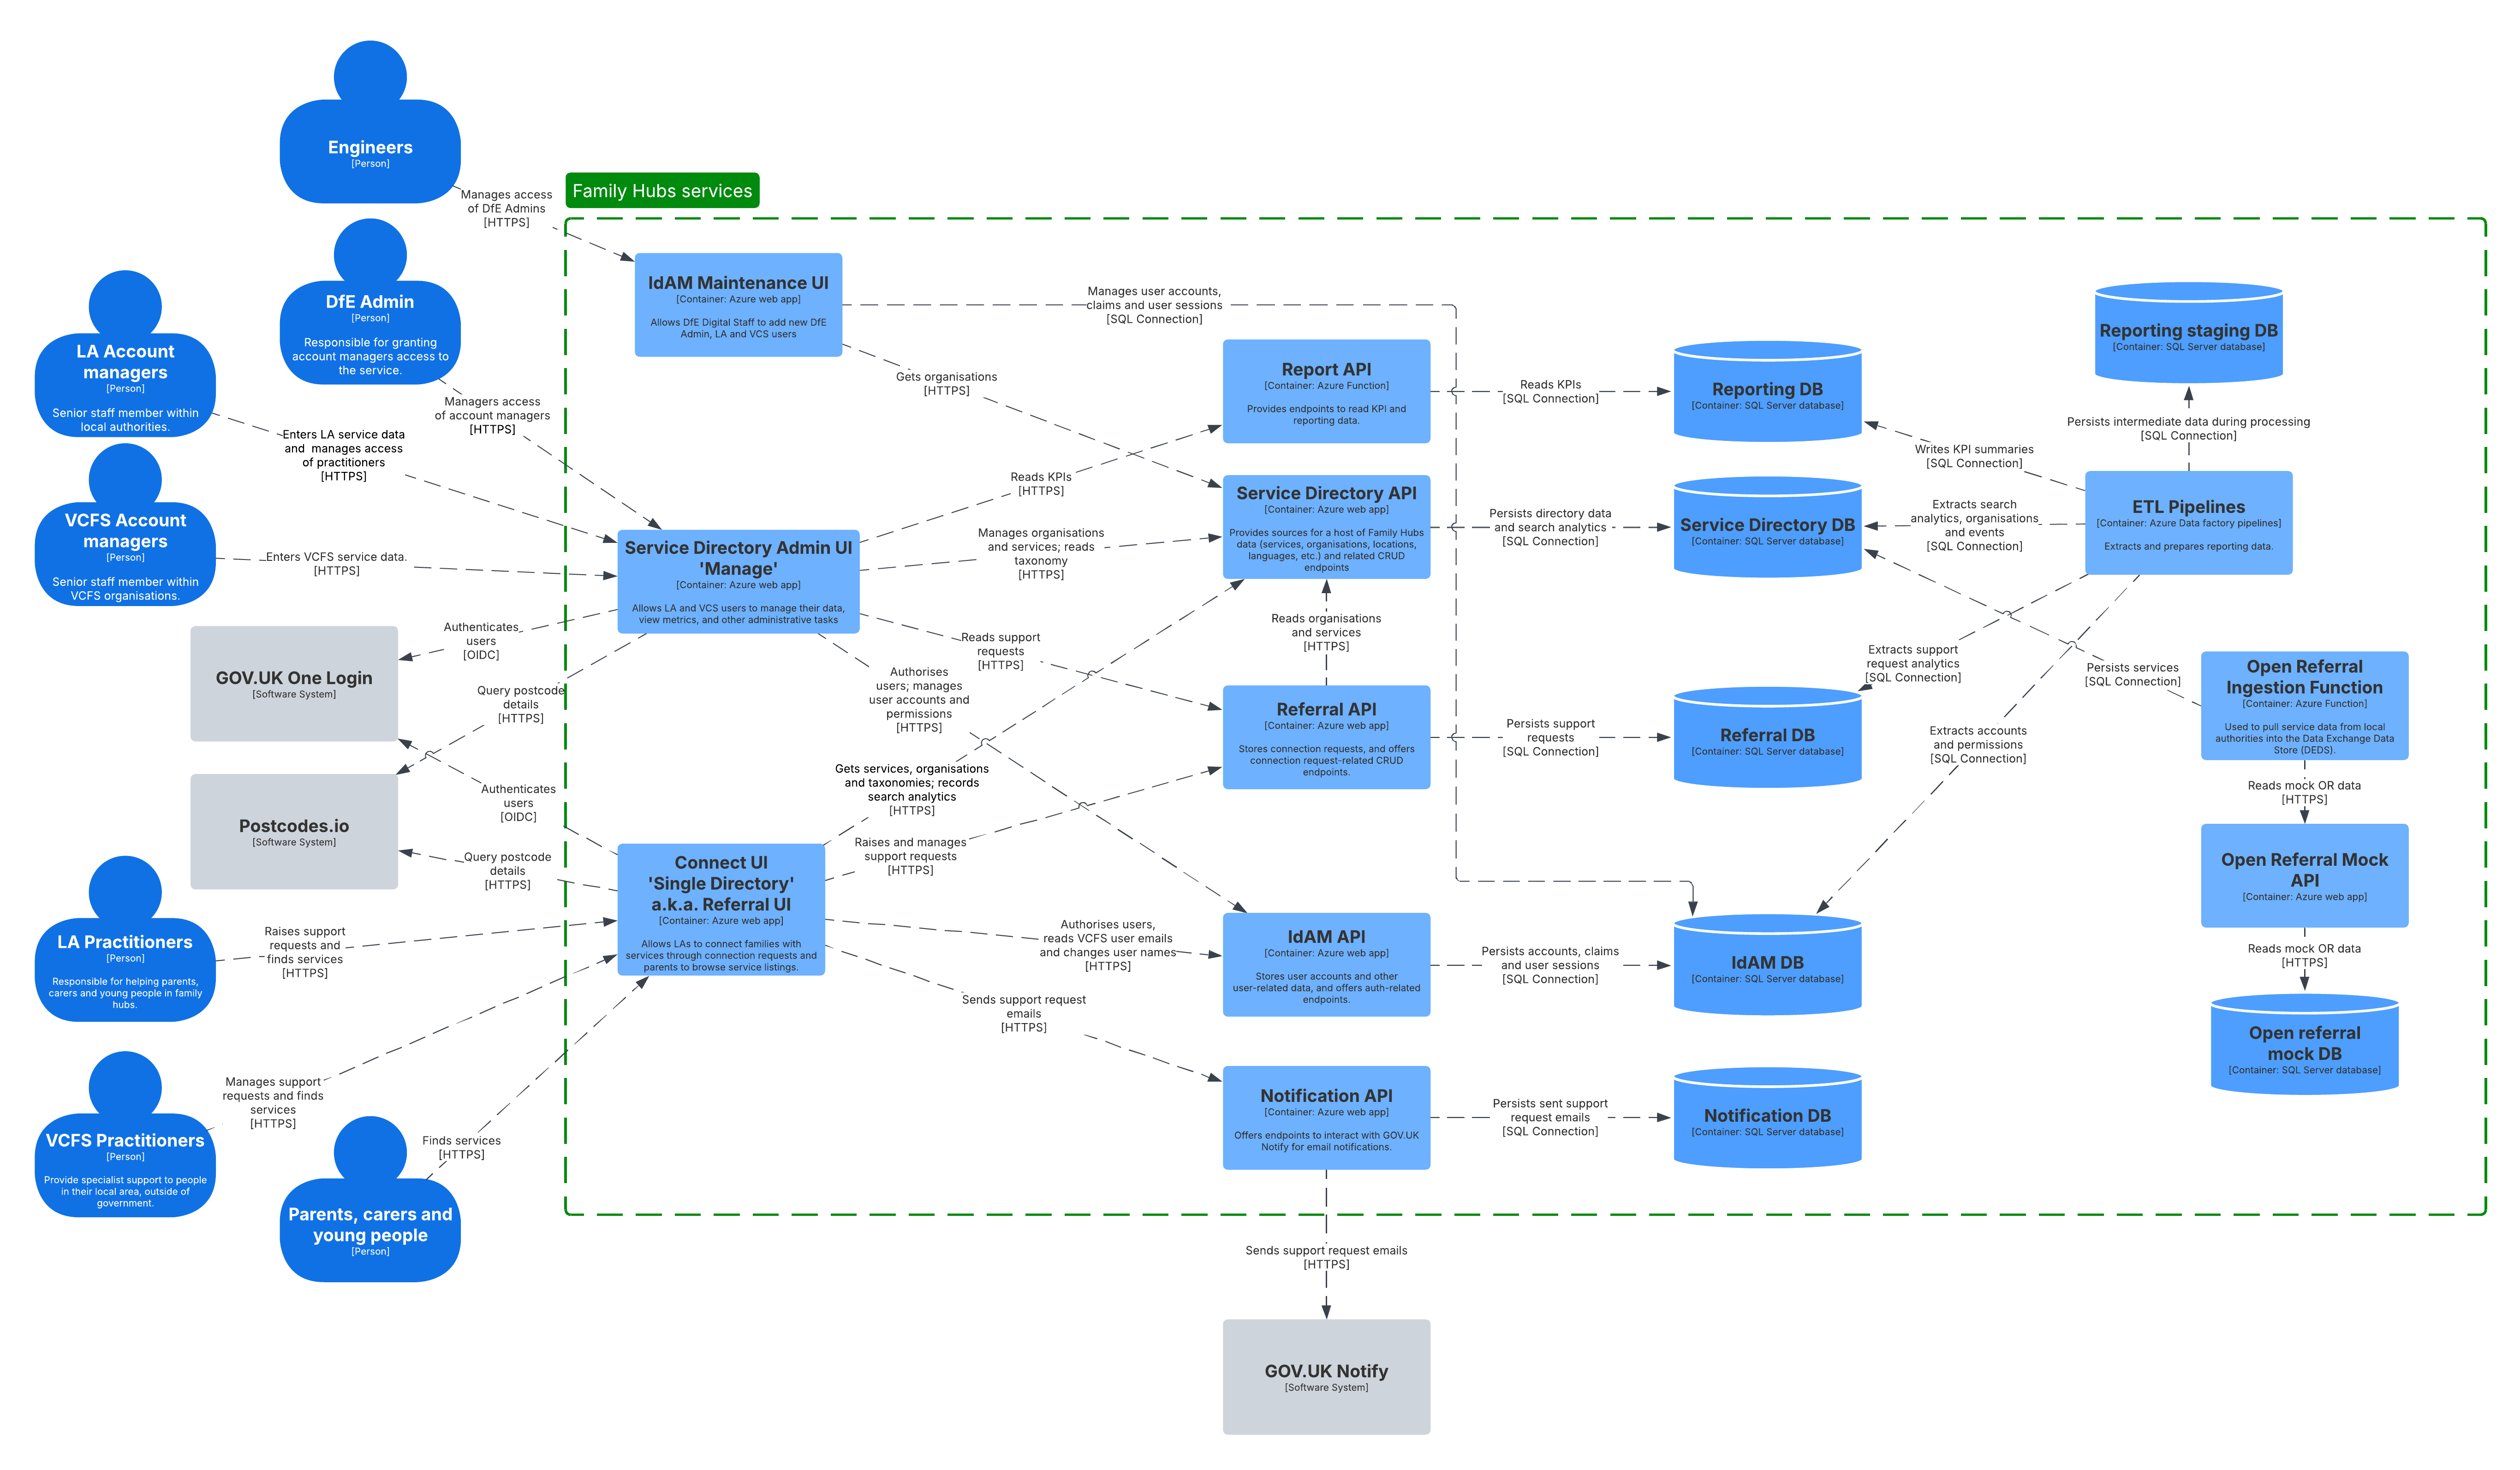 Engineers
[Person]
Manages access
of DfE Admins
[HTTPS]
Family Hubs services
DfE Admin
[Person]
Responsible for granting
account managers access to
the service.
LA Account
managers
[Person]
Senior staff member within
local authorities.
Managers access
of account managers
[HTTPS]
Enters LA service data
and  manages access
of practitioners
[HTTPS]
VCFS Account
managers
[Person]
Senior staff member within
VCFS organisations.
Enters VCFS service data.
[HTTPS]
IdAM Maintenance UI
[Container: Azure web app]
Allows DfE Digital Staff to add new DfE
Admin, LA and VCS users
Manages user accounts,
claims and user sessions
[SQL Connection]
Gets organisations
[HTTPS]
Report API
[Container: Azure Function]
Provides endpoints to read KPI and
reporting data.
Reads KPIs
[SQL Connection]
Reporting DB
[Container: SQL Server database]
Reporting staging DB
[Container: SQL Server database]
Persists intermediate data during processing
[SQL Connection]
Writes KPI summaries
[SQL Connection]
Reads KPIs
[HTTPS]
Service Directory API
[Container: Azure web app]
Provides sources for a host of Family Hubs
data (services, organisations, locations,
languages, etc.) and related CRUD
endpoints
Persists directory data
and search analytics
[SQL Connection]
Service Directory DB
[Container: SQL Server database]
Extracts search
analytics, organisations
and events
[SQL Connection]
ETL Pipelines
[Container: Azure Data factory pipelines]
Extracts and prepares reporting data.
Service Directory Admin UI
'Manage'
[Container: Azure web app]
Allows LA and VCS users to manage their data,
view metrics, and other administrative tasks
Manages organisations
and services; reads
taxonomy
[HTTPS]
Authenticates
users
[OIDC]
GOV.UK One Login
[Software System]
Query postcode
details
[HTTPS]
Reads support
requests
[HTTPS]
Authorises
users; manages
user accounts and
permissions
[HTTPS]
Reads organisations
and services
[HTTPS]
Referral API
[Container: Azure web app]
Stores connection requests, and offers
connection request-related CRUD
endpoints.
Persists support
requests
[SQL Connection]
Referral DB
[Container: SQL Server database]
Extracts support
request analytics
[SQL Connection]
Extracts accounts
and permissions
[SQL Connection]
Persists services
[SQL Connection]
Open Referral
Ingestion Function
[Container: Azure Function]
Used to pull service data from local
authorities into the Data Exchange Data
Store (DEDS).
Reads mock OR data
[HTTPS]
Open Referral Mock
API
[Container: Azure web app]
Reads mock OR data
[HTTPS]
Open referral
mock DB
[Container: SQL Server database]
Postcodes.io
[Software System]
Authenticates
users
[OIDC]
Query postcode
details
[HTTPS]
Gets services, organisations
and taxonomies; records
search analytics
[HTTPS]
Raises and manages
support requests
[HTTPS]
Connect UI
'Single Directory'
a.k.a. Referral UI
[Container: Azure web app]
Allows LAs to connect families with
services through connection requests and
parents to browse service listings.
Authorises users,
reads VCFS user emails
and changes user names
[HTTPS]
IdAM API
[Container: Azure web app]
Stores user accounts and other
user-related data, and offers auth-related
endpoints.
Persists accounts, claims
and user sessions
[SQL Connection]
IdAM DB
[Container: SQL Server database]
LA Practitioners
[Person]
Responsible for helping parents,
carers and young people in family
hubs.
Raises support
requests and
finds services
[HTTPS]
Sends support request
emails
[HTTPS]
VCFS Practitioners
[Person]
Provide specialist support to people
in their local area, outside of
government.
Manages support
requests and finds
services
[HTTPS]
Finds services
[HTTPS]
Parents, carers and
young people
[Person]
Notification API
[Container: Azure web app]
Offers endpoints to interact with GOV.UK
Notify for email notifications.
Persists sent support
request emails
[SQL Connection]
Notification DB
[Container: SQL Server database]
Sends support request emails
[HTTPS]
GOV.UK Notify
[Software System]